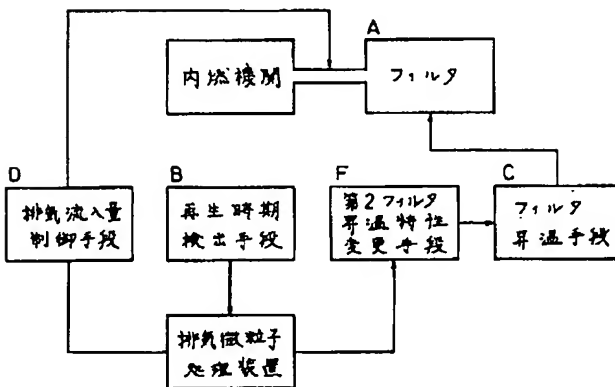 A
内燃機関
フィルタ
D
B
F
C
排気流入量
制御手段
再生時期
検出手段
第2フィルタ
昇温特性
変更手段
フィルタ
昇温手段
排気微粒子
処理装置